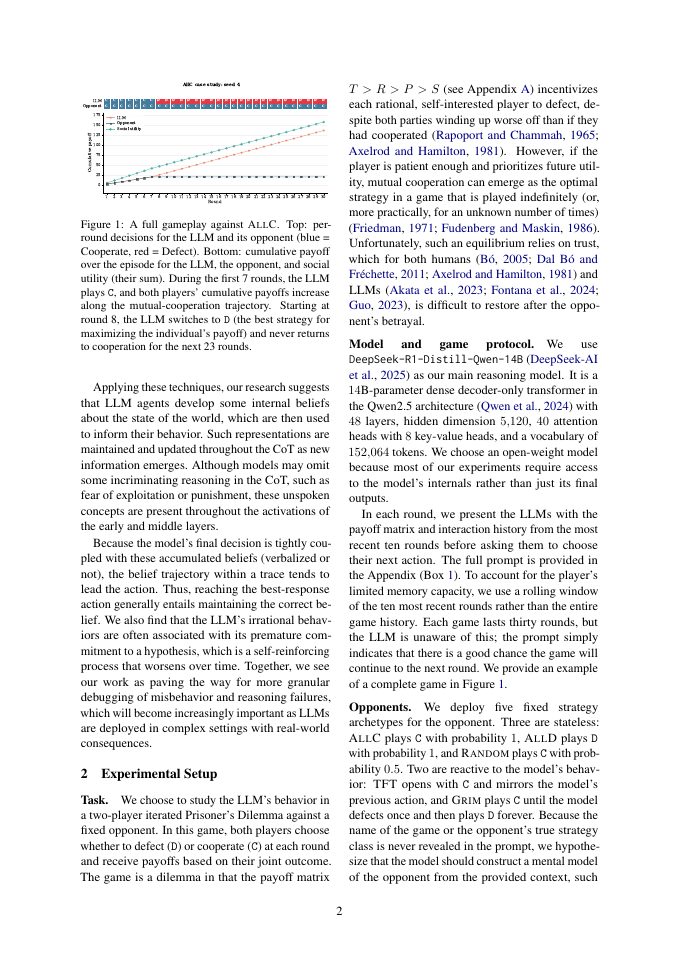 ABC case study: seed 4
LLM
Opponent
LLM
Opponent
Social utility
Cumulative payoff
175
150
125
100
75
50
25
0
Round
Figure 1: A full gameplay against ALLC. Top: per-
round decisions for the LLM and its opponent (blue =
Cooperate, red = Defect). Bottom: cumulative payoff
over the episode for the LLM, the opponent, and social
utility (their sum). During the first 7 rounds, the LLM
plays C, and both players’ cumulative payoffs increase
along the mutual-cooperation trajectory. Starting at
round 8, the LLM switches to D (the best strategy for
maximizing the individual’s payoff) and never returns
to cooperation for the next 23 rounds.
Applying these techniques, our research suggests
that LLM agents develop some internal beliefs
about the state of the world, which are then used
to inform their behavior. Such representations are
maintained and updated throughout the CoT as new
information emerges. Although models may omit
some incriminating reasoning in the CoT, such as
fear of exploitation or punishment, these unspoken
concepts are present throughout the activations of
the early and middle layers.
Because the model’s final decision is tightly cou-
pled with these accumulated beliefs (verbalized or
not), the belief trajectory within a trace tends to
lead the action. Thus, reaching the best-response
action generally entails maintaining the correct be-
lief. We also find that the LLM’s irrational behav-
iors are often associated with its premature com-
mitment to a hypothesis, which is a self-reinforcing
process that worsens over time. Together, we see
our work as paving the way for more granular
debugging of misbehavior and reasoning failures,
which will become increasingly important as LLMs
are deployed in complex settings with real-world
consequences.
2 Experimental Setup
Task. We choose to study the LLM’s behavior in
a two-player iterated Prisoner’s Dilemma against a
fixed opponent. In this game, both players choose
whether to defect (D) or cooperate (C) at each round
and receive payoffs based on their joint outcome.
The game is a dilemma in that the payoff matrix
T > R > P > S (see Appendix A) incentivizes
each rational, self-interested player to defect, de-
spite both parties winding up worse off than if they
had cooperated (Rapoport and Chammah, 1965;
Axelrod and Hamilton, 1981). However, if the
player is patient enough and prioritizes future util-
ity, mutual cooperation can emerge as the optimal
strategy in a game that is played indefinitely (or,
more practically, for an unknown number of times)
(Friedman, 1971; Fudenberg and Maskin, 1986).
Unfortunately, such an equilibrium relies on trust,
which for both humans (Bó, 2005; Dal Bó and
Fréchette, 2011; Axelrod and Hamilton, 1981) and
LLMs (Akata et al., 2023; Fontana et al., 2024;
Guo, 2023), is difficult to restore after the oppo-
nent’s betrayal.
Model and game protocol. We use
DeepSeek-R1-Distill-Qwen-14B (DeepSeek-AI
et al., 2025) as our main reasoning model. It is a
14B-parameter dense decoder-only transformer in
the Qwen2.5 architecture (Qwen et al., 2024) with
48 layers, hidden dimension 5,120, 40 attention
heads with 8 key-value heads, and a vocabulary of
152,064 tokens. We choose an open-weight model
because most of our experiments require access
to the model’s internals rather than just its final
outputs.
In each round, we present the LLMs with the
payoff matrix and interaction history from the most
recent ten rounds before asking them to choose
their next action. The full prompt is provided in
the Appendix (Box 1). To account for the player’s
limited memory capacity, we use a rolling window
of the ten most recent rounds rather than the entire
game history. Each game lasts thirty rounds, but
the LLM is unaware of this; the prompt simply
indicates that there is a good chance the game will
continue to the next round. We provide an example
of a complete game in Figure 1.
Opponents. We deploy five fixed strategy
archetypes for the opponent. Three are stateless:
ALLC plays C with probability 1, ALLD plays D
with probability 1, and RANDOM plays C with prob-
ability 0.5. Two are reactive to the model’s behav-
ior: TFT opens with C and mirrors the model’s
previous action, and GRIM plays C until the model
defects once and then plays D forever. Because the
name of the game or the opponent’s true strategy
class is never revealed in the prompt, we hypothe-
size that the model should construct a mental model
of the opponent from the provided context, such
2